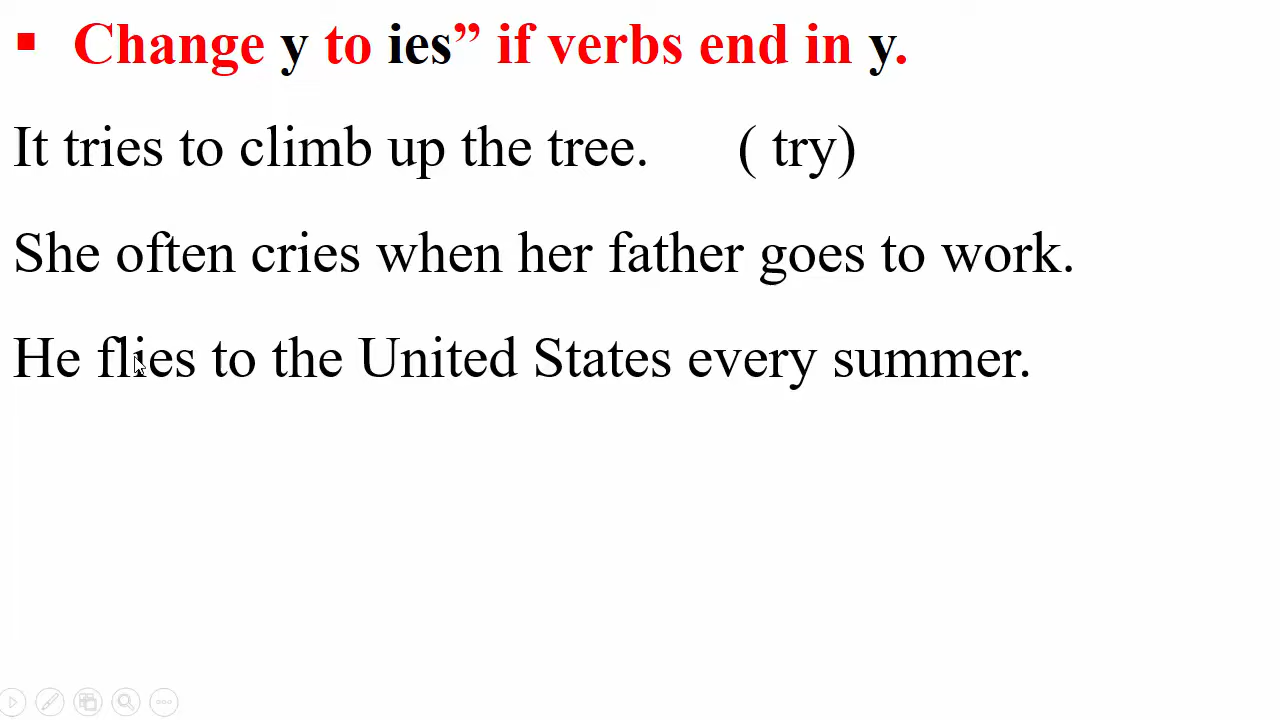 ▪ Change y to ies” if verbs end in y.
It tries to climb up the tree. ( try)
She often cries when her father goes to work.
He flies to the United States every summer.